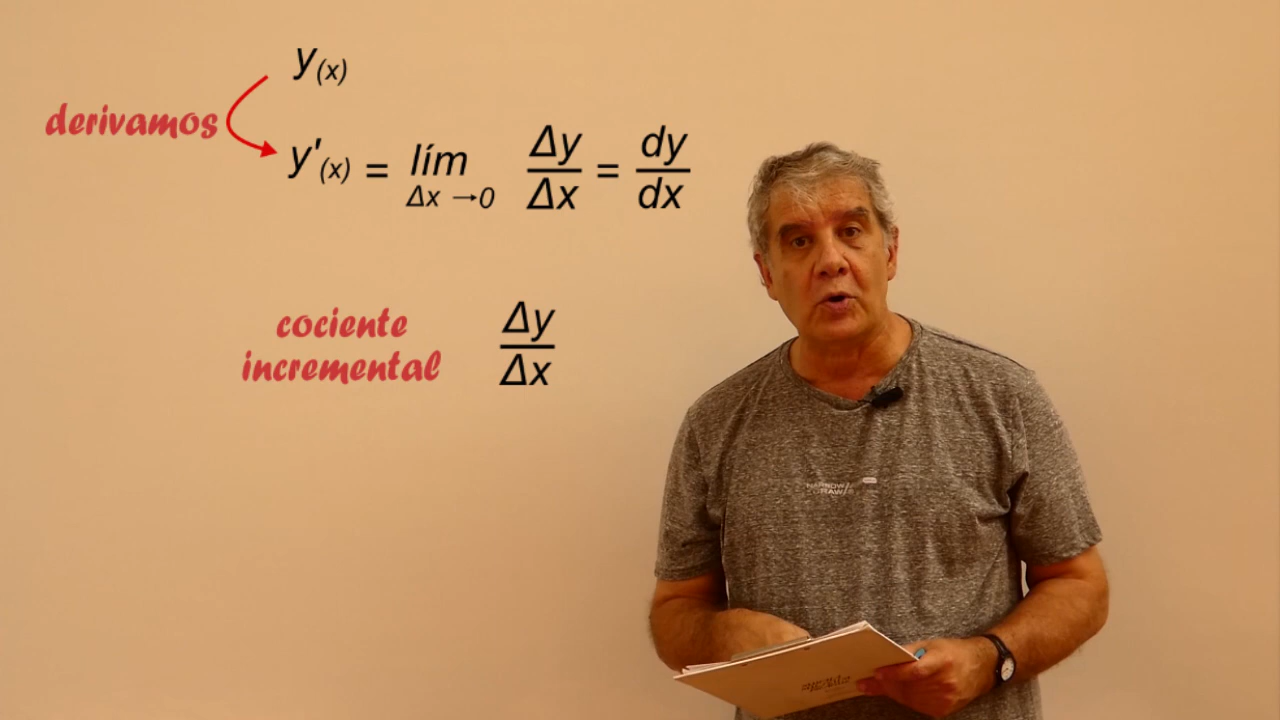 y(x)
derivamos
y'(x) = lím Δx →0 Δy/Δx = dy/dx
cociente
incremental
Δy/Δx